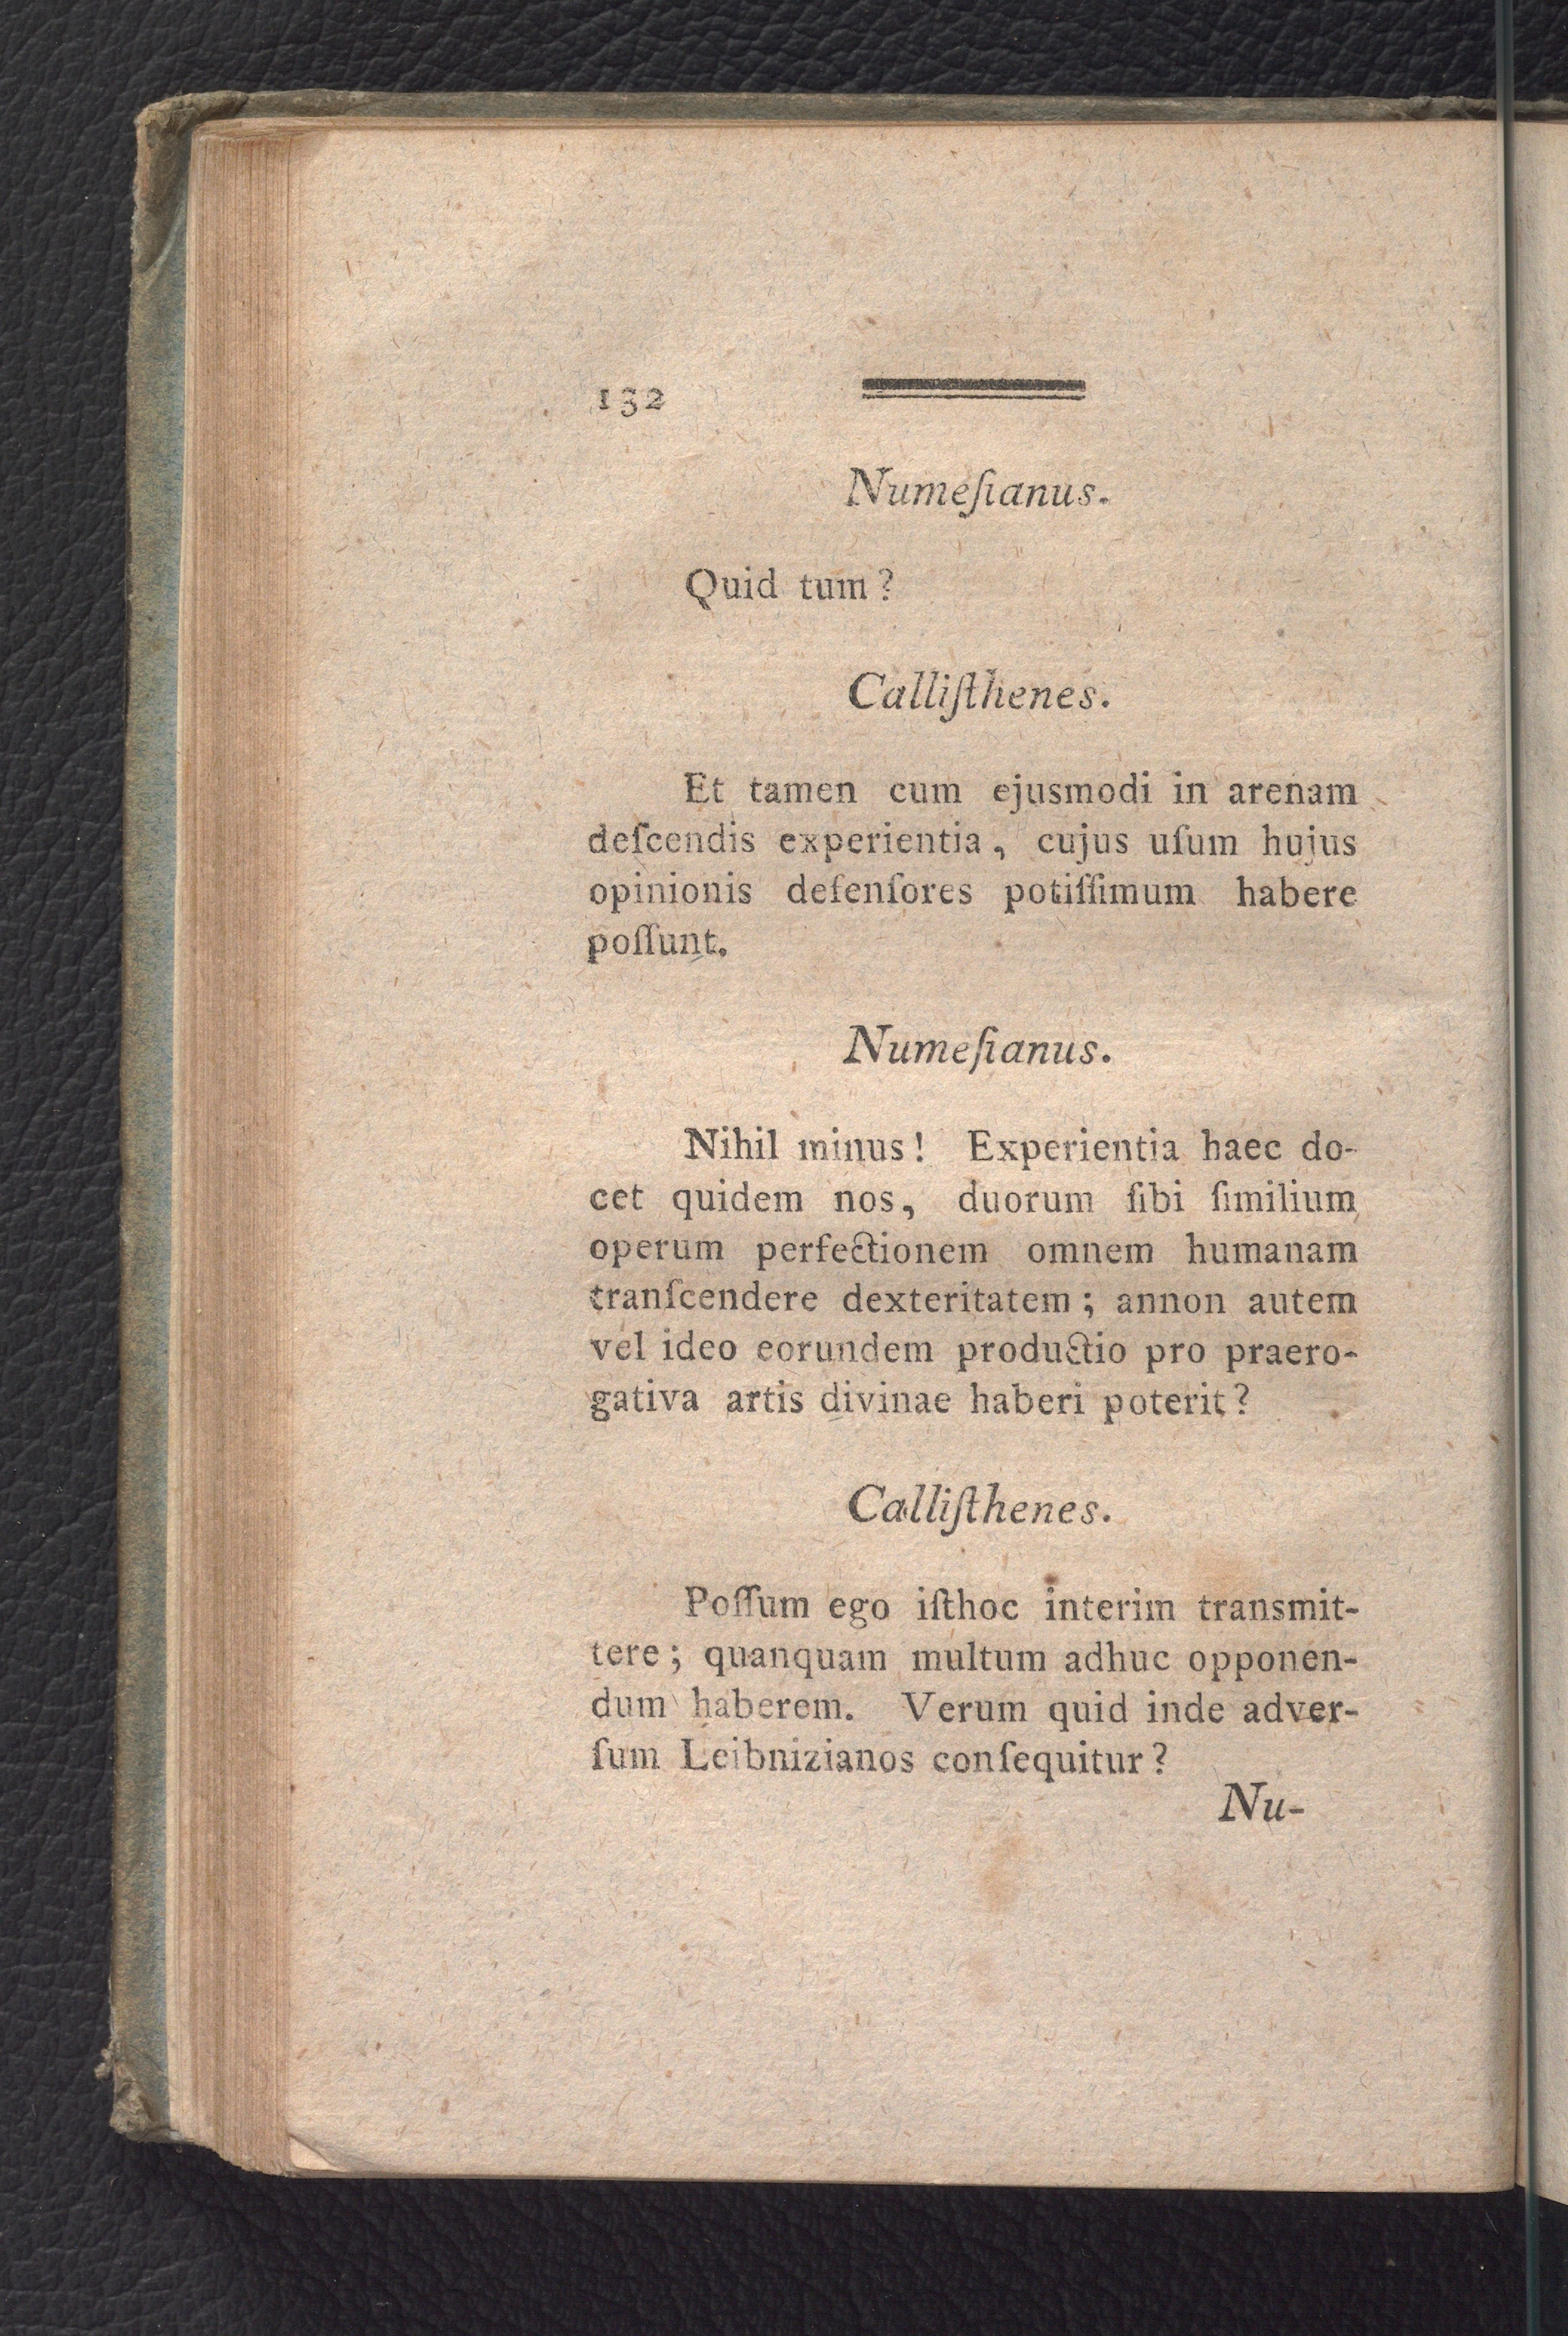 132
Numeſianus.
Quid tum?
Calliſthenes.
Et tamen cum ejusmodi in arenam
deſcendis experientia, cujus uſum hujus
opinionis defenſores potiſſimum habere
poſſunt.
Numeſianus.
Nihil minus! Experientia haec do-
cet quidem nos, duorum ſibi ſimilium
operum perfectionem omnem humanam
tranſcendere dexteritatem; annon autem
vel ideo eorundem productio pro praero-
gativa artis divinae haberi poterit?
Calliſthenes.
Poſſum ego iſthoc interim transmit-
tere; quanquam multum adhuc opponen-
dum haberem. Verum quid inde adver-
ſum Leibnizianos conſequitur?
Nu-